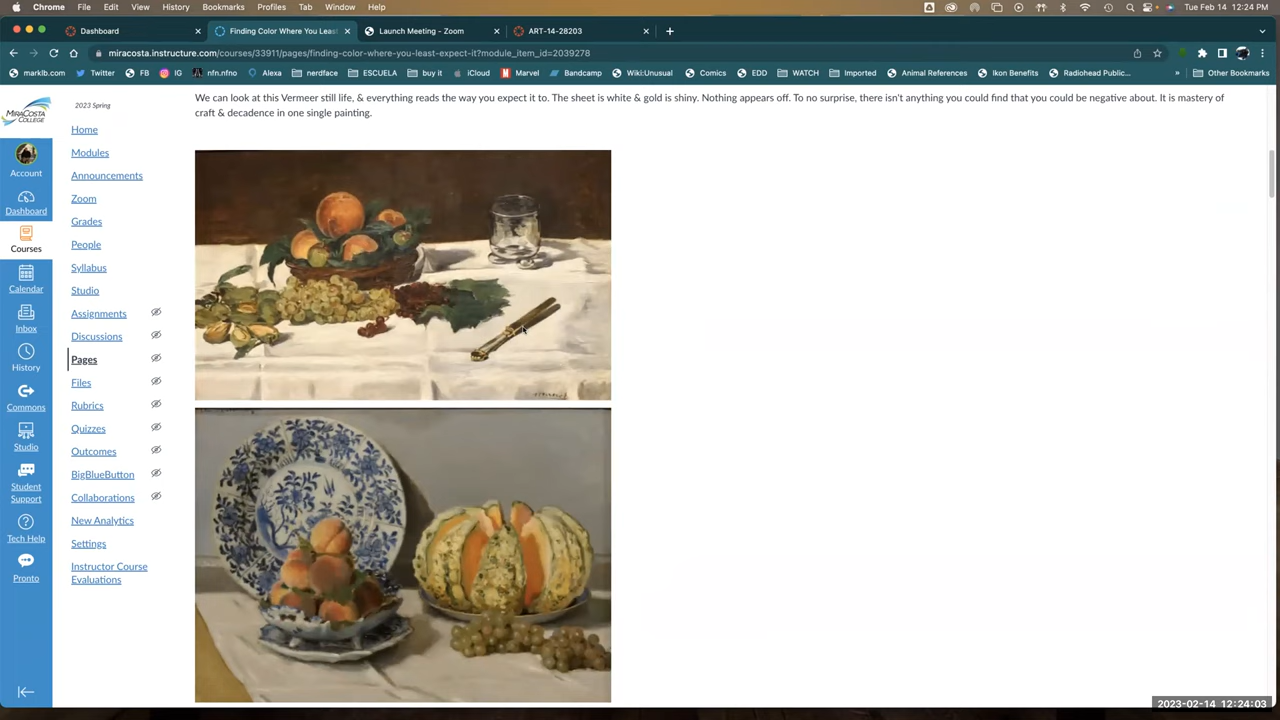 Chrome File Edit View History Bookmarks Profiles Tab Window Help
Tue Feb 14 12:24 PM
Dashboard
Finding Color Where You Leas
Launch Meeting - Zoom
ART-14-28203
miracosta.instructure.com/courses/33911/pages/finding-color-where-you-least-expect-it?module_item_id=2039278
marklb.com Twitter FB IG nfn.nfno Alexa nerdface ESCUELA buy it iCloud Marvel Bandcamp Wiki:Unusual Comics EDD WATCH Imported Animal References Ikon Benefits Radiohead Public... » Other Bookmarks
MIRACOSTA
COLLEGE
Account
Dashboard
Courses
Calendar
Inbox
History
Commons
Studio
Student
Support
Tech Help
Pronto
2023 Spring
Home
Modules
Announcements
Zoom
Grades
People
Syllabus
Studio
Assignments
Discussions
Pages
Files
Rubrics
Quizzes
Outcomes
BigBlueButton
Collaborations
New Analytics
Settings
Instructor Course
Evaluations
We can look at this Vermeer still life, & everything reads the way you expect it to. The sheet is white & gold is shiny. Nothing appears off. To no surprise, there isn't anything you could find that you could be negative about. It is mastery of
craft & decadence in one single painting.
2023-02-14 12:24:03